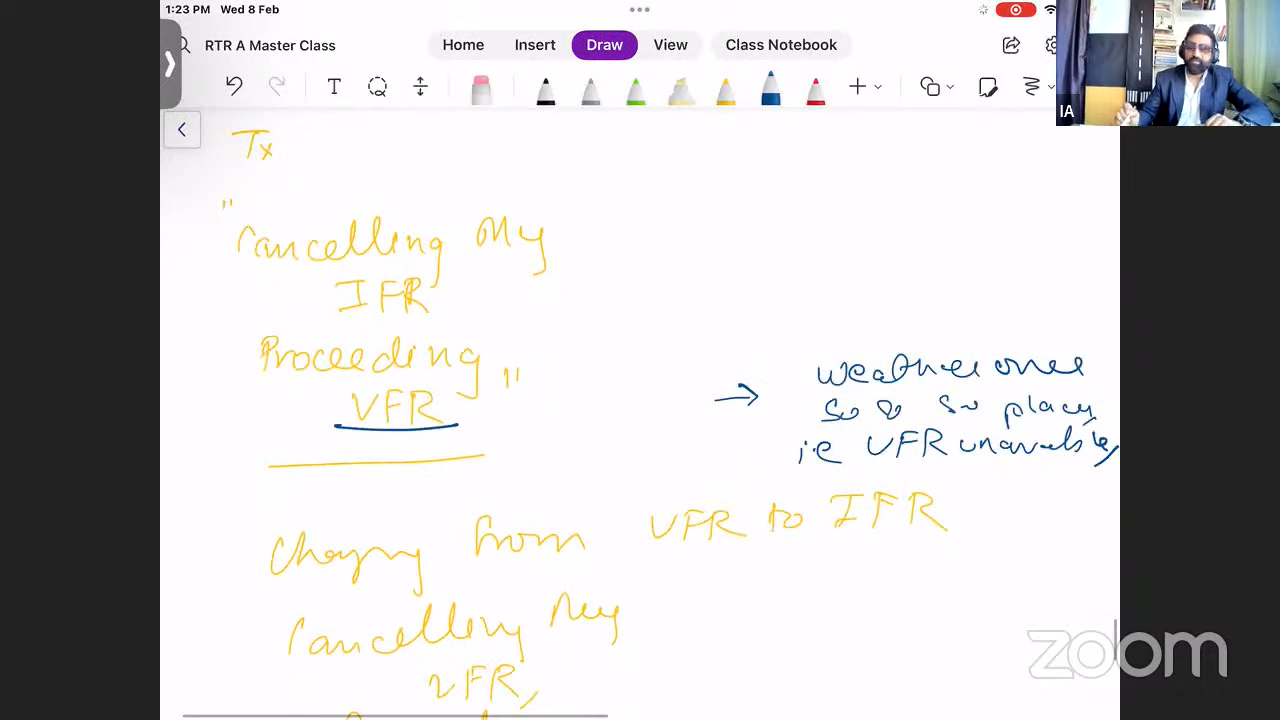 1:23 PM Wed 8 Feb
RTR A Master Class
Home Insert Draw View Class Notebook
IA
Tx
"Cancelling My
IFR
Proceeding
VFR"
→ weather over
so & so place,
i.e VFR
Changing from VFR to IFR
Cancelling My
VFR,
zoom